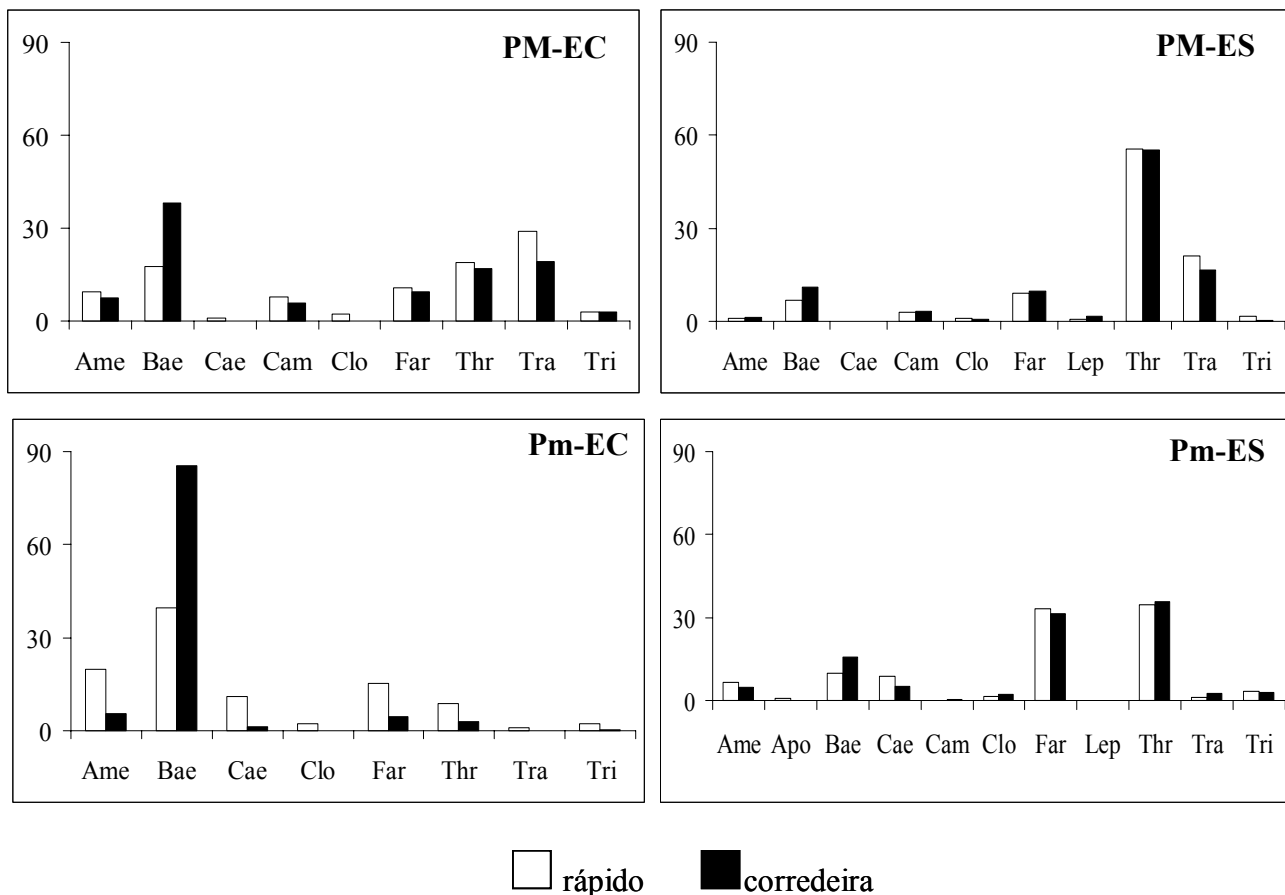 PM-EC
90
60
30
0
Ame Bae Cae Cam Clo Far Thr Tra Tri
PM-ES
90
60
30
0
Ame Bae Cae Cam Clo Far Lep Thr Tra Tri
Pm-EC
90
60
30
0
Ame Bae Cae Clo Far Thr Tra Tri
Pm-ES
90
60
30
0
Ame Apo Bae Cae Cam Clo Far Lep Thr Tra Tri
rápido corredeira